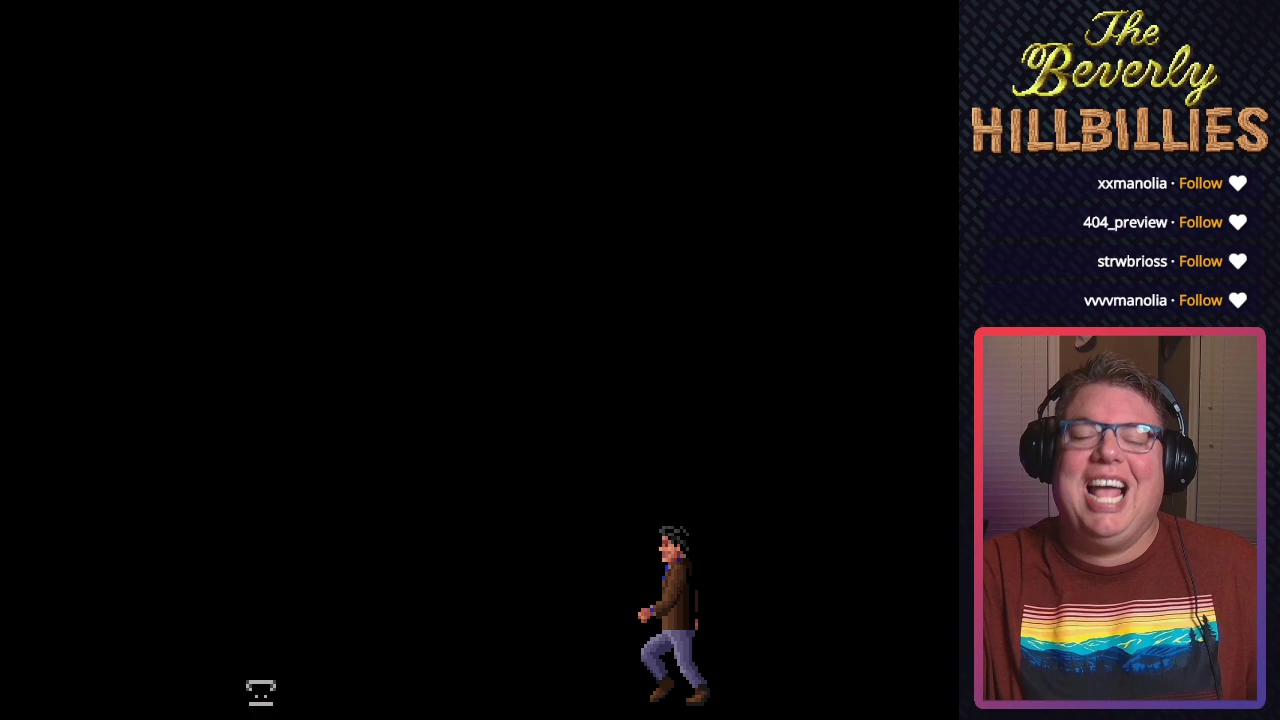 The
Beverly
HILLBILLIES
xxmanolia · Follow
404_preview · Follow
strwbrioss · Follow
vvvvmanolia · Follow